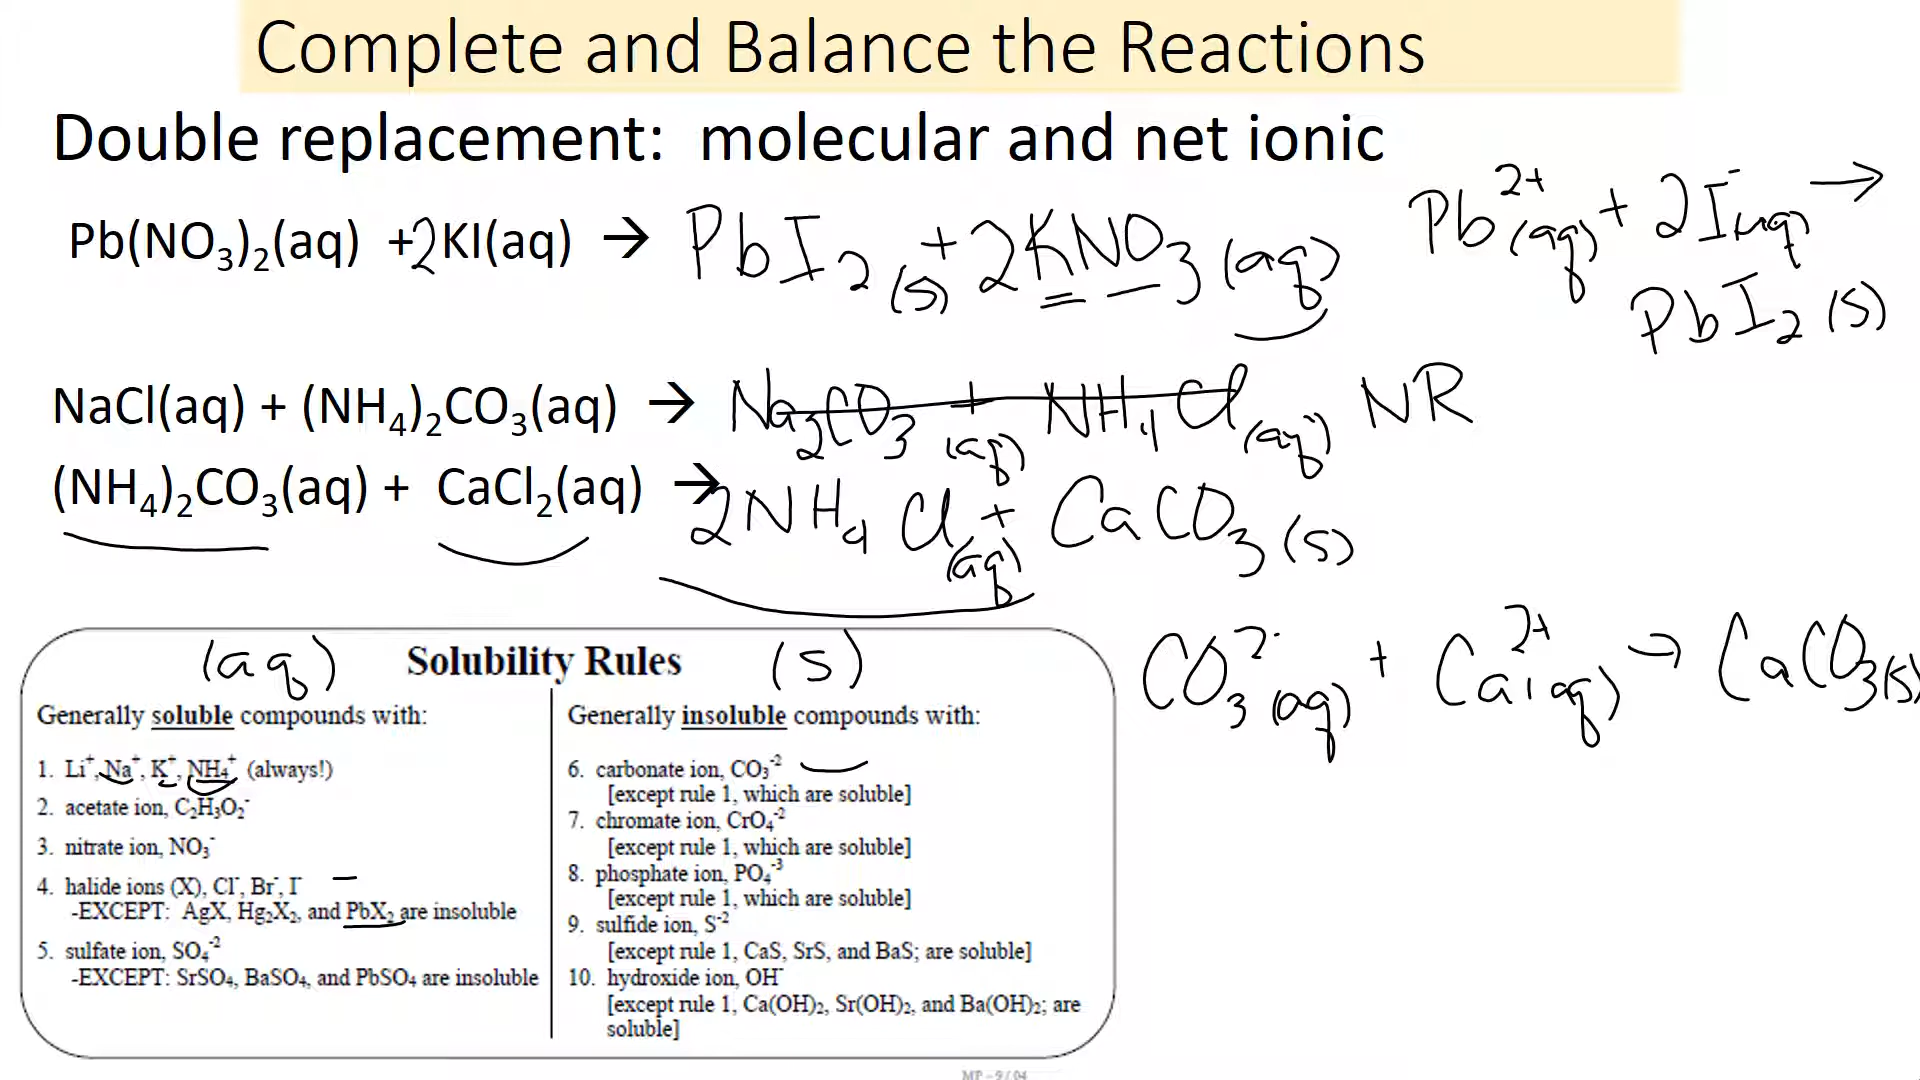 Complete and Balance the Reactions
Double replacement: molecular and net ionic
Pb(NO₃)₂(aq) +2KI(aq) → PbI₂(s) + 2KNO₃(aq)
Pb²⁺(aq) + 2I⁻(aq) →
PbI₂(s)
NaCl(aq) + (NH₄)₂CO₃(aq) → Na₂CO₃(aq) + NH₄Cl(aq) NR
(NH₄)₂CO₃(aq) + CaCl₂(aq) → 2NH₄Cl(aq) + CaCO₃(s)
CO₃²⁻(aq) + Ca²⁺(aq) → CaCO₃(s)
(aq) Solubility Rules (s)
Generally soluble compounds with:
1. Li⁺, Na⁺, K⁺, NH₄⁺ (always!)
2. acetate ion, C₂H₃O₂⁻
3. nitrate ion, NO₃⁻
4. halide ions (X), Cl⁻, Br⁻, I⁻
-EXCEPT: AgX, Hg₂X₂, and PbX₂ are insoluble
5. sulfate ion, SO₄⁻²
-EXCEPT: SrSO₄, BaSO₄, and PbSO₄ are insoluble
Generally insoluble compounds with:
6. carbonate ion, CO₃⁻²
[except rule 1, which are soluble]
7. chromate ion, CrO₄⁻²
[except rule 1, which are soluble]
8. phosphate ion, PO₄⁻³
[except rule 1, which are soluble]
9. sulfide ion, S⁻²
[except rule 1, CaS, SrS, and BaS; are soluble]
10. hydroxide ion, OH⁻
[except rule 1, Ca(OH)₂, Sr(OH)₂, and Ba(OH)₂; are
soluble]
MP - 9/04